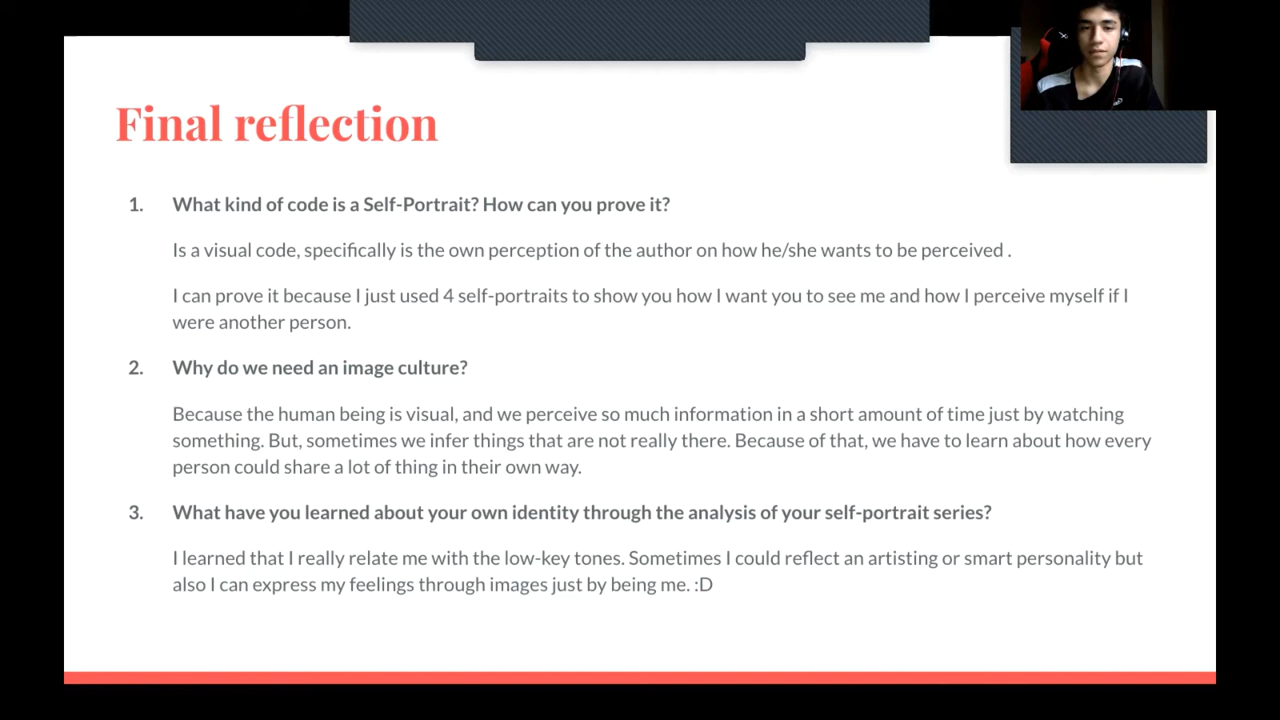 Final reflection
1. What kind of code is a Self-Portrait? How can you prove it?
Is a visual code, specifically is the own perception of the author on how he/she wants to be perceived .
I can prove it because I just used 4 self-portraits to show you how I want you to see me and how I perceive myself if I
were another person.
2. Why do we need an image culture?
Because the human being is visual, and we perceive so much information in a short amount of time just by watching
something. But, sometimes we infer things that are not really there. Because of that, we have to learn about how every
person could share a lot of thing in their own way.
3. What have you learned about your own identity through the analysis of your self-portrait series?
I learned that I really relate me with the low-key tones. Sometimes I could reflect an artisting or smart personality but
also I can express my feelings through images just by being me. :D